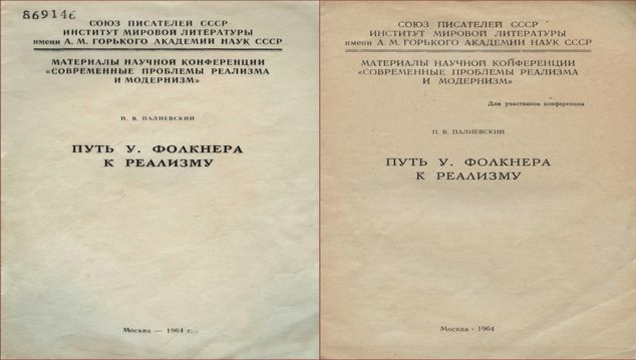 869146
СОЮЗ ПИСАТЕЛЕЙ СССР
ИНСТИТУТ МИРОВОЙ ЛИТЕРАТУРЫ
имени А. М. ГОРЬКОГО АКАДЕМИИ НАУК СССР
МАТЕРИАЛЫ НАУЧНОЙ КОНФЕРЕНЦИИ
«СОВРЕМЕННЫЕ ПРОБЛЕМЫ РЕАЛИЗМА
И МОДЕРНИЗМ»
П. В. ПАЛИЕВСКИЙ
ПУТЬ У. ФОЛКНЕРА
К РЕАЛИЗМУ
Москва — 1964 г.
СОЮЗ ПИСАТЕЛЕЙ СССР
ИНСТИТУТ МИРОВОЙ ЛИТЕРАТУРЫ
имени А. М. ГОРЬКОГО АКАДЕМИИ НАУК СССР
МАТЕРИАЛЫ НАУЧНОЙ КОНФЕРЕНЦИИ
«СОВРЕМЕННЫЕ ПРОБЛЕМЫ РЕАЛИЗМА
И МОДЕРНИЗМ»
Для участников конференции
П. В. ПАЛИЕВСКИЙ
ПУТЬ У. ФОЛКНЕРА
К РЕАЛИЗМУ
Москва - 1964